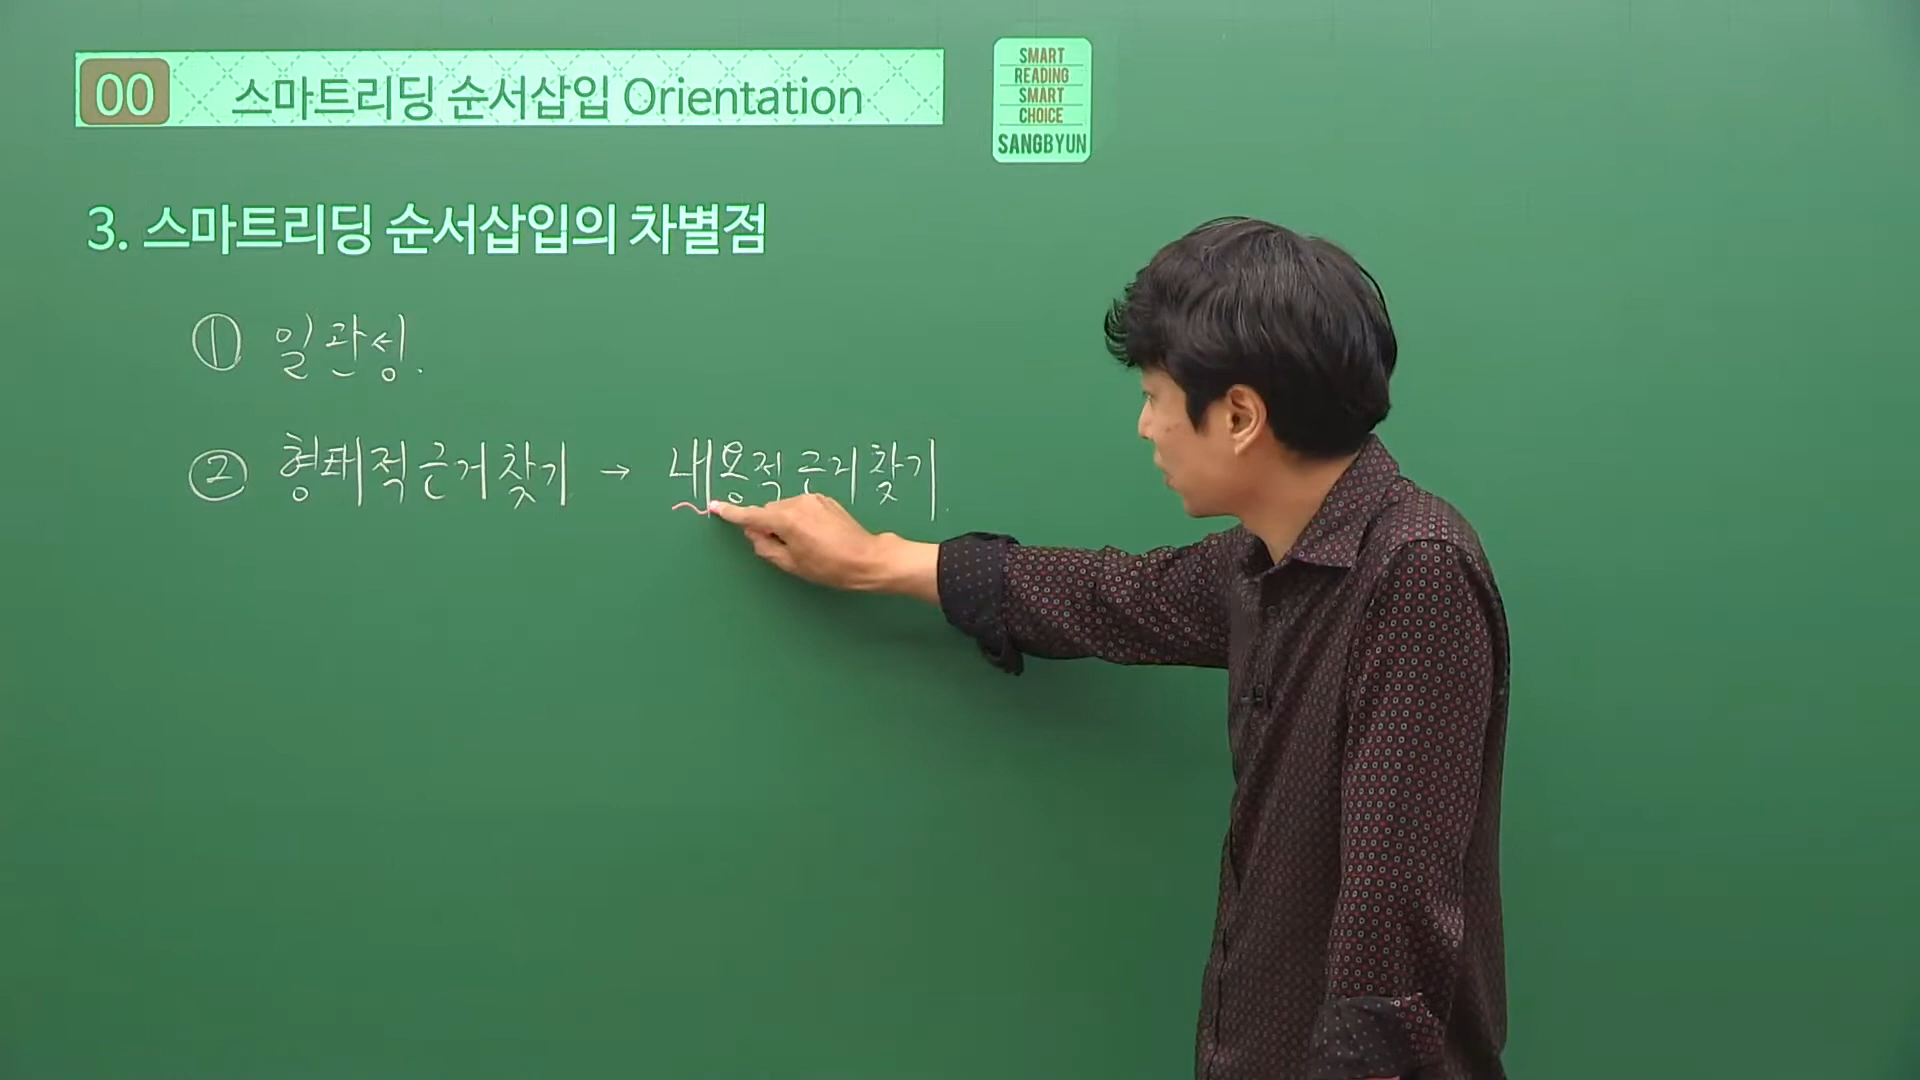 00 스마트리딩 순서삽입 Orientation
SMART
READING
SMART
CHOICE
SANGBYUN
3. 스마트리딩 순서삽입의 차별점
① 일관성.
② 형태적 근거 찾기 → 내용적 근거 찾기.